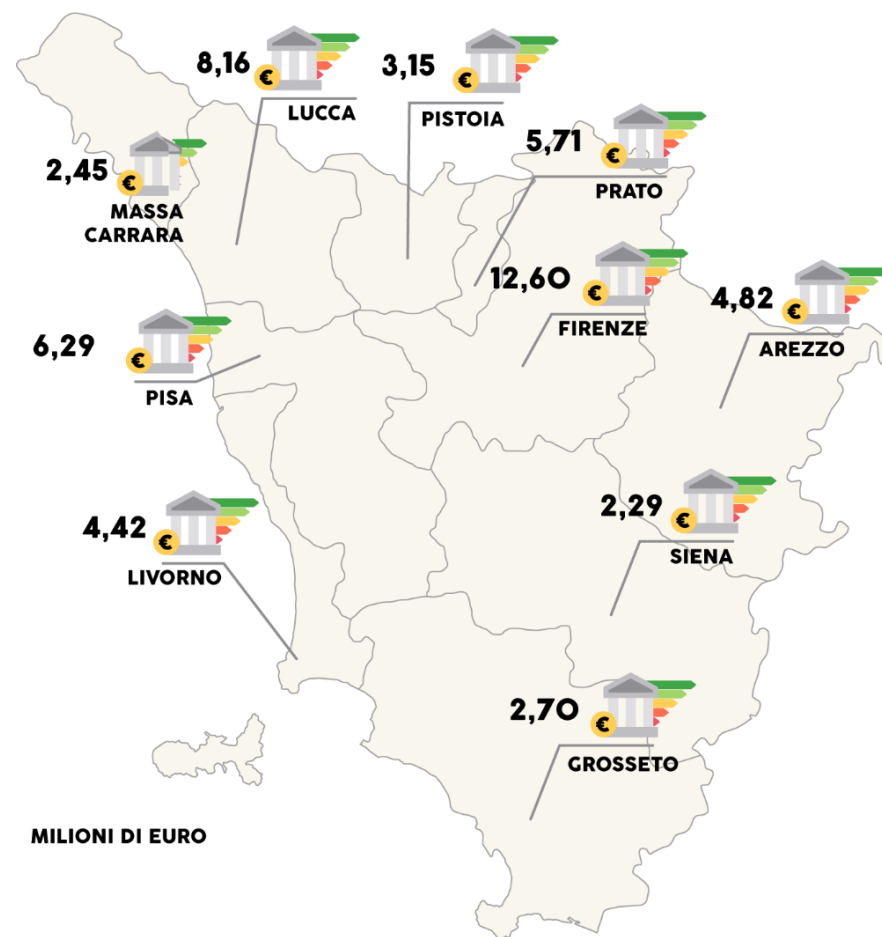 8,16
€
LUCCA
3,15
€
PISTOIA
5,71
€
PRATO
2,45
€
MASSA
CARRARA
12,60
€
FIRENZE
4,82
€
AREZZO
6,29
€
PISA
2,29
€
SIENA
4,42
€
LIVORNO
2,70
€
GROSSETO
MILIONI DI EURO